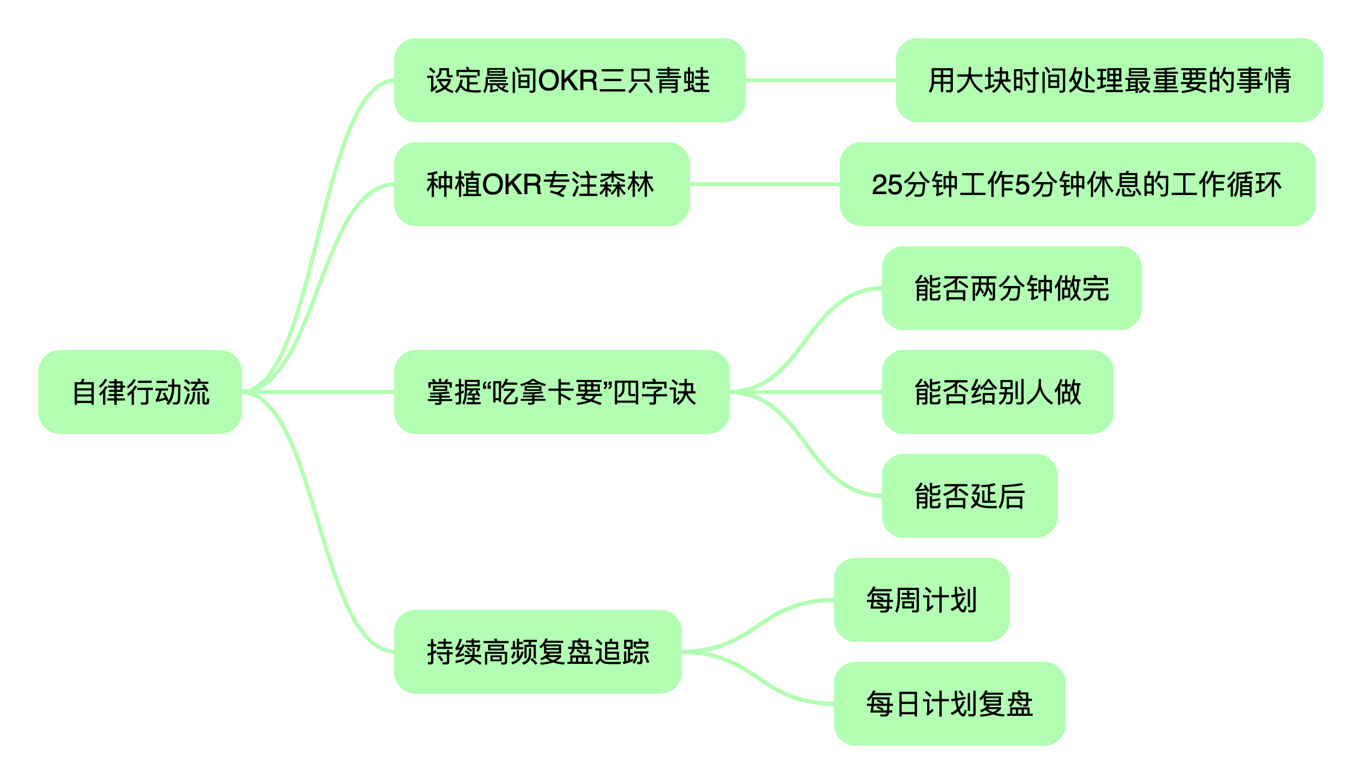 设定晨间OKR三只青蛙
用大块时间处理最重要的事情
种植OKR专注森林
25分钟工作5分钟休息的工作循环
能否两分钟做完
自律行动流
掌握“吃拿卡要”四字诀
能否给别人做
能否延后
每周计划
持续高频复盘追踪
每日计划复盘